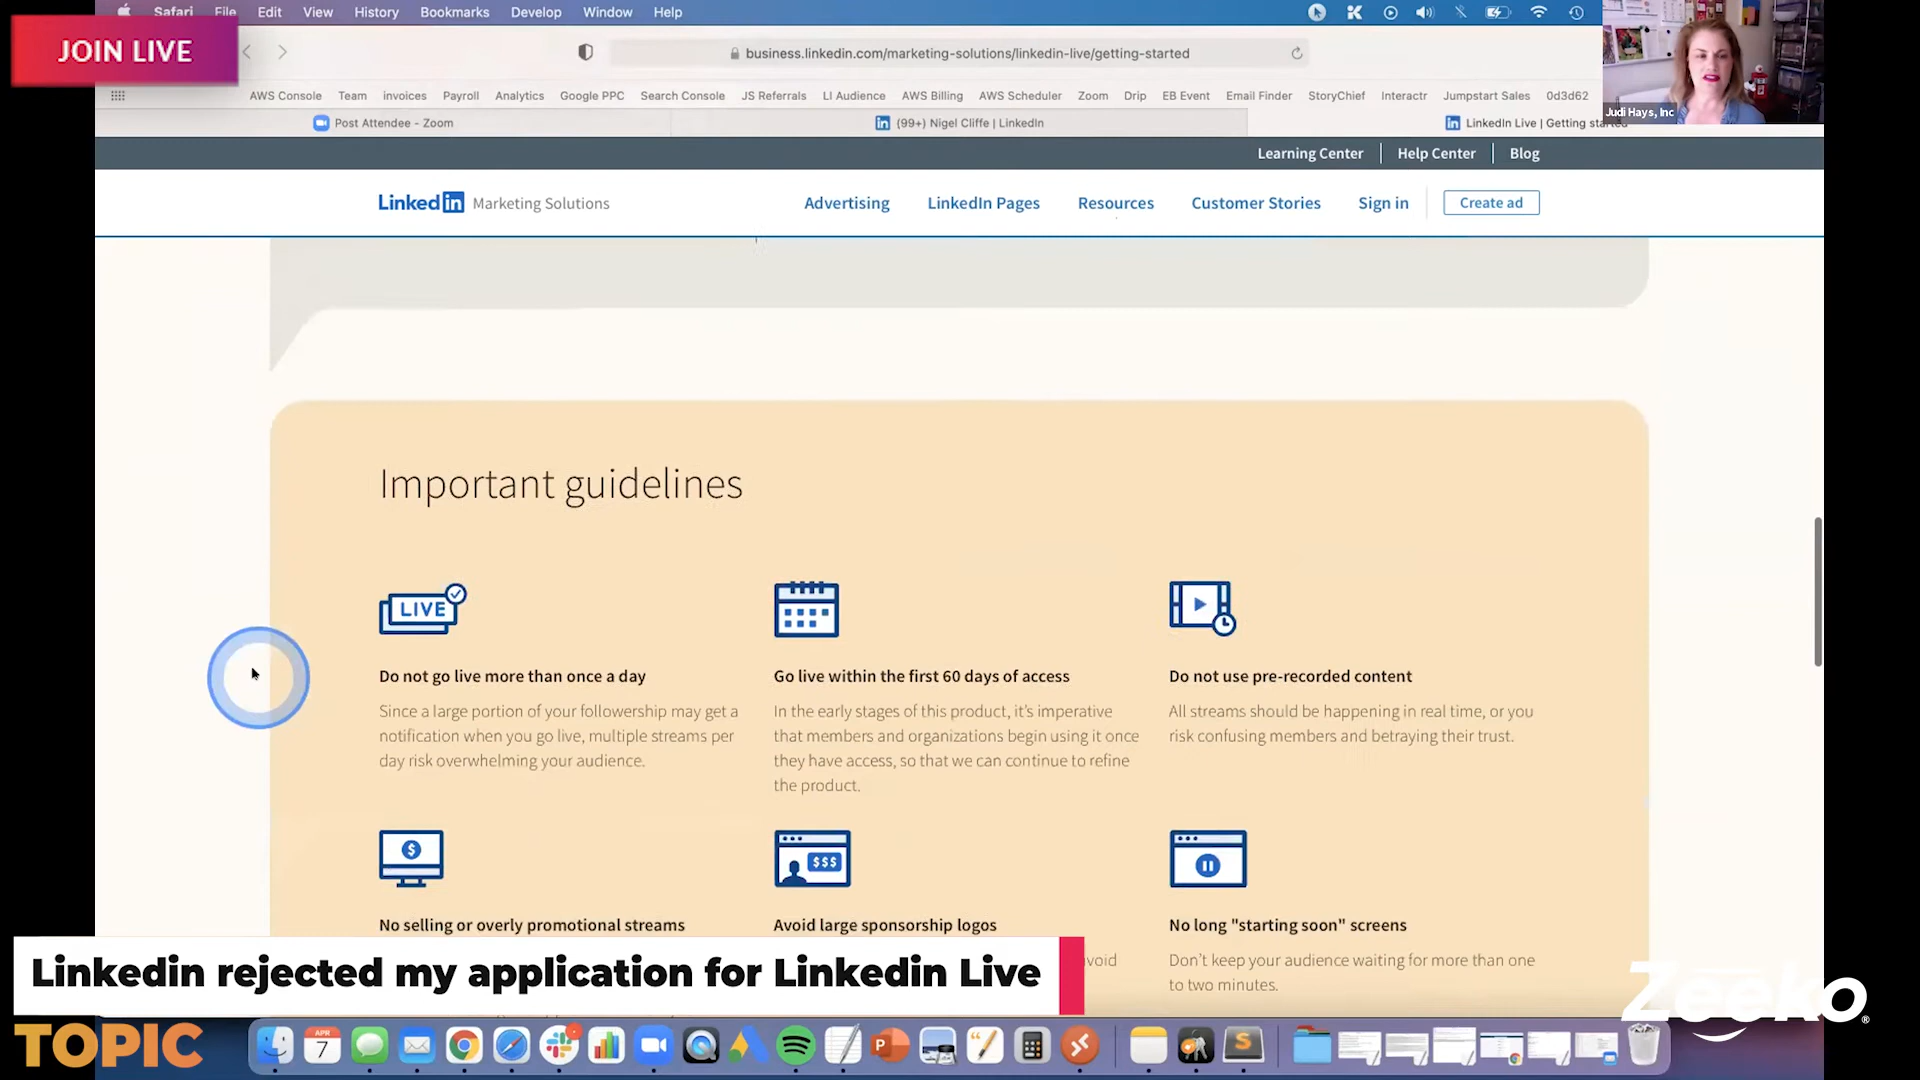 Safari File Edit View History Bookmarks Develop Window Help
JOIN LIVE
business.linkedin.com/marketing-solutions/linkedin-live/getting-started
AWS Console Team invoices Payroll Analytics Google PPC Search Console JS Referrals LI Audience AWS Billing AWS Scheduler Zoom Drip EB Event Email Finder StoryChief Interactr Jumpstart Sales 0d3d62
Judi Hays, Inc
Post Attendee - Zoom
(99+) Nigel Cliffe | LinkedIn
LinkedIn Live | Getting started
Learning Center Help Center Blog
Linkedin Marketing Solutions
Advertising LinkedIn Pages Resources Customer Stories Sign in Create ad
Important guidelines
LIVE
Do not go live more than once a day
Since a large portion of your followership may get a
notification when you go live, multiple streams per
day risk overwhelming your audience.
Go live within the first 60 days of access
In the early stages of this product, it's imperative
that members and organizations begin using it once
they have access, so that we can continue to refine
the product.
Do not use pre-recorded content
All streams should be happening in real time, or you
risk confusing members and betraying their trust.
$
No selling or overly promotional streams
$$$
Avoid large sponsorship logos
avoid
No long "starting soon" screens
Don't keep your audience waiting for more than one
to two minutes.
Linkedin rejected my application for Linkedin Live
Zeeko®
TOPIC
APR
7